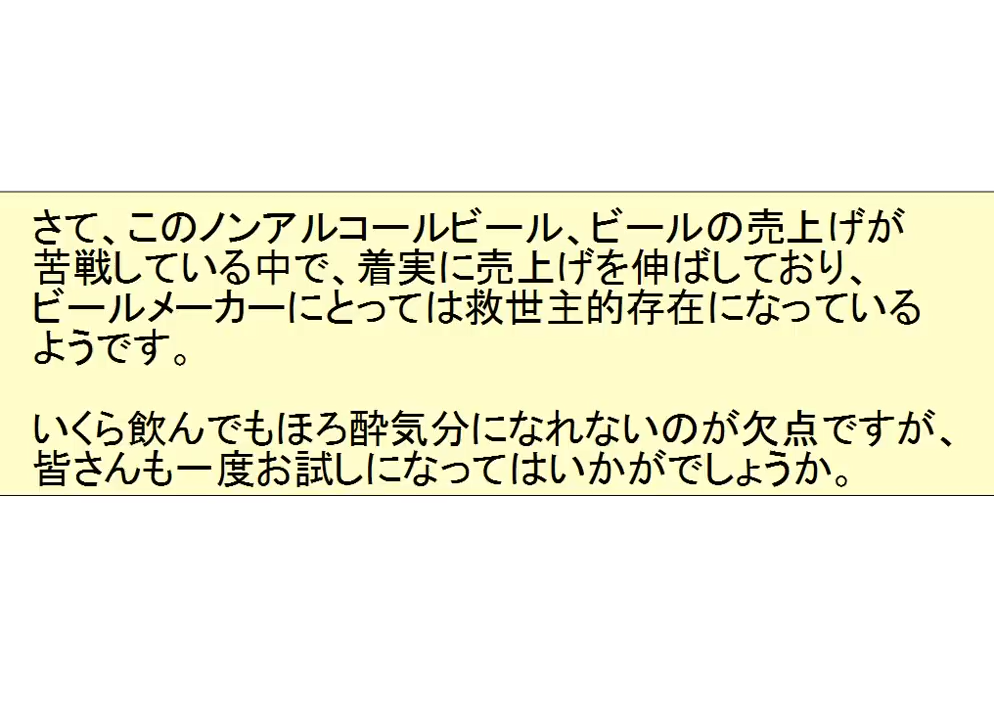 さて、このノンアルコールビール、ビールの売上げが
苦戦している中で、着実に売上げを伸ばしており、
ビールメーカーにとっては救世主的存在になっている
ようです。
いくら飲んでもほろ酔気分になれないのが欠点ですが、
皆さんも一度お試しになってはいかがでしょうか。